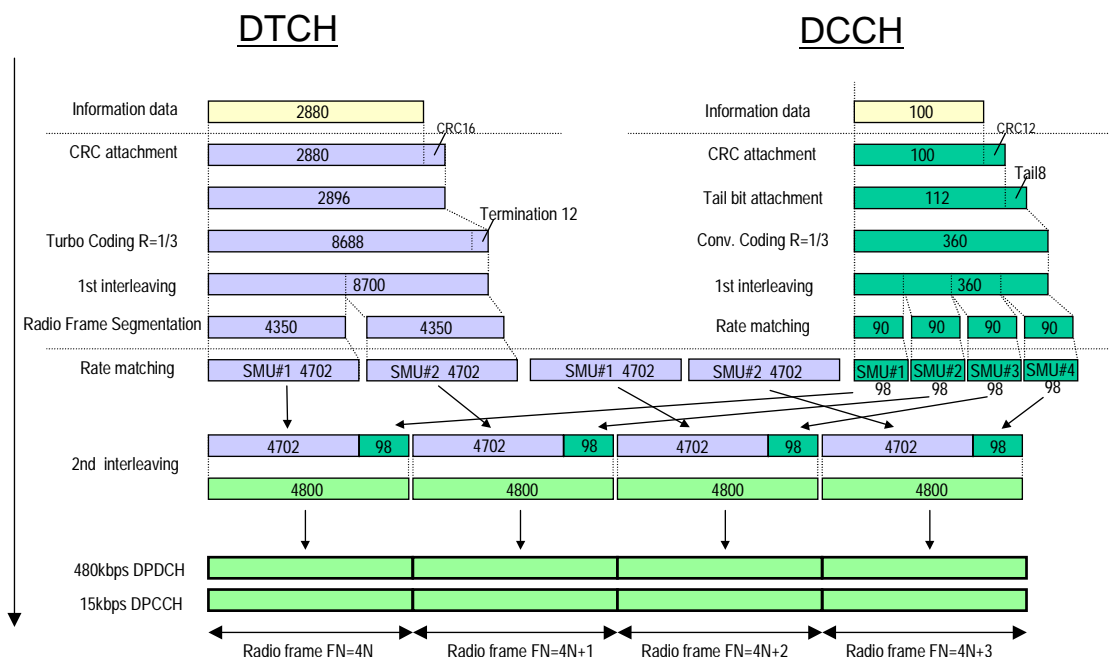 DTCH DCCH
Information data 2880 Information data 100
CRC16 CRC12
CRC attachment 2880 CRC attachment 100
Tail8
2896 Tail bit attachment 112
Termination 12
Turbo Coding R=1/3 8688 Conv. Coding R=1/3 360
1st interleaving 8700 1st interleaving 360
Radio Frame Segmentation 4350 4350 Rate matching 90 90 90 90
Rate matching SMU#1 4702 SMU#2 4702 SMU#1 4702 SMU#2 4702 SMU#1 SMU#2 SMU#3 SMU#4
98 98 98 98
4702 98 4702 98 4702 98 4702 98
2nd interleaving
4800 4800 4800 4800
480kbps DPDCH
15kbps DPCCH
Radio frame FN=4N Radio frame FN=4N+1 Radio frame FN=4N+2 Radio frame FN=4N+3